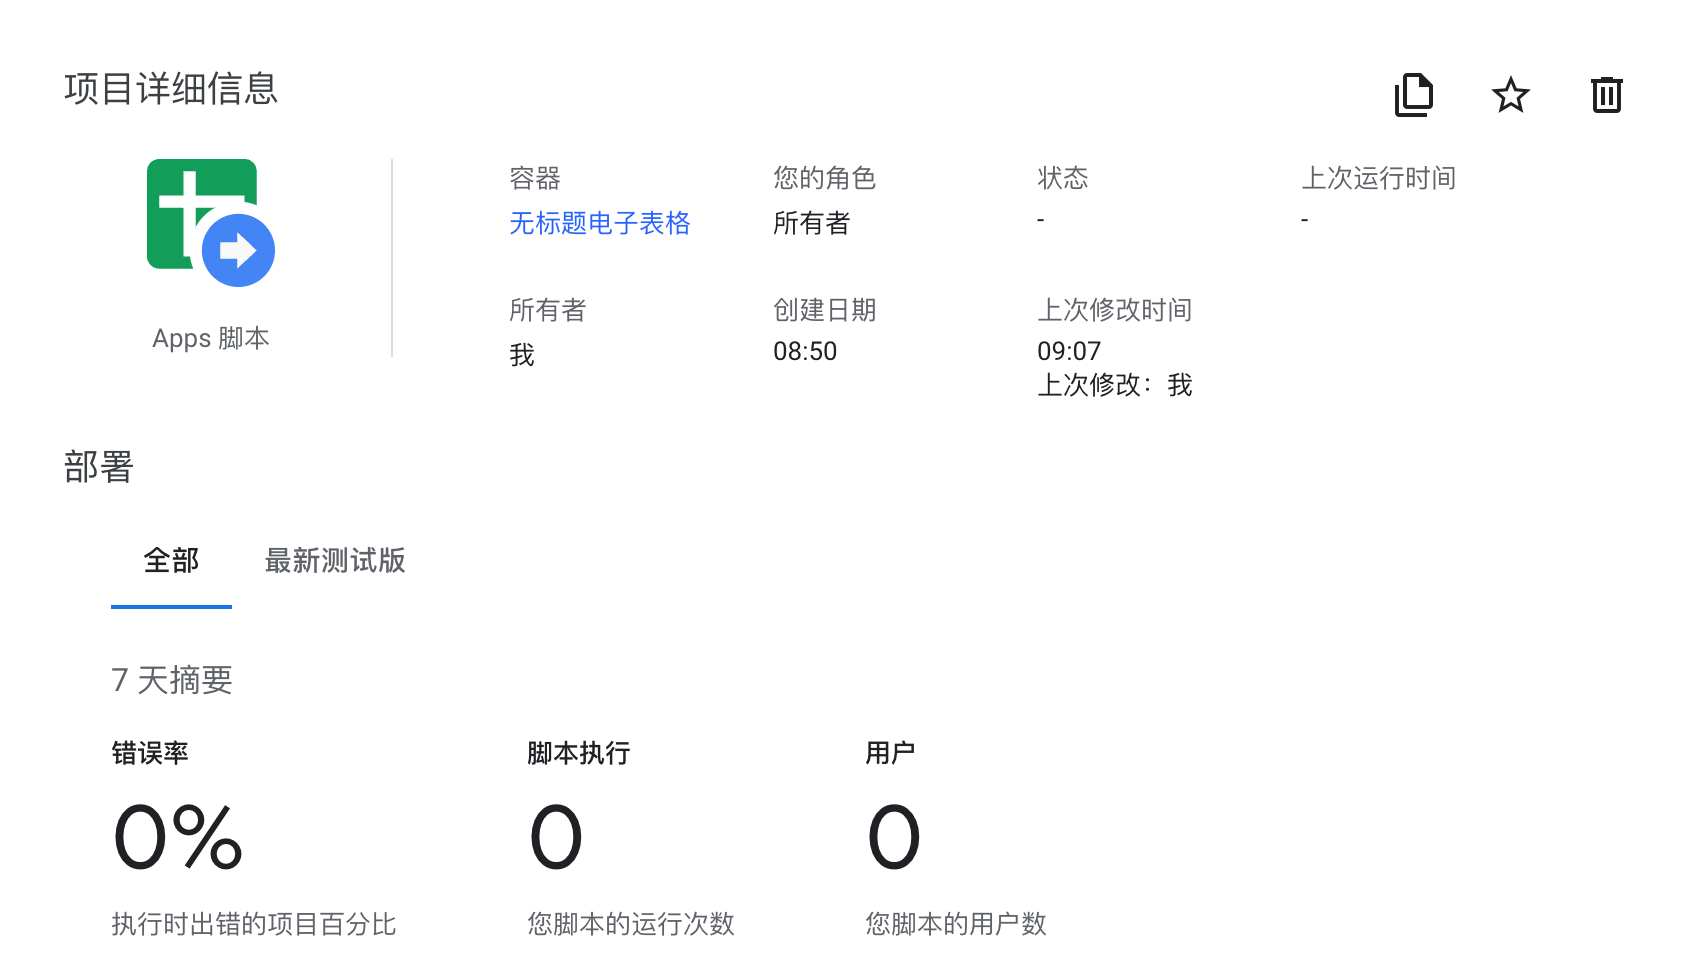 项目详细信息
容器
您的角色
状态
上次运行时间
无标题电子表格
所有者
-
-
Apps 脚本
所有者
创建日期
上次修改时间
我
08:50
09:07
上次修改：我
部署
全部
最新测试版
7 天摘要
错误率
脚本执行
用户
0%
0
0
执行时出错的项目百分比
您脚本的运行次数
您脚本的用户数